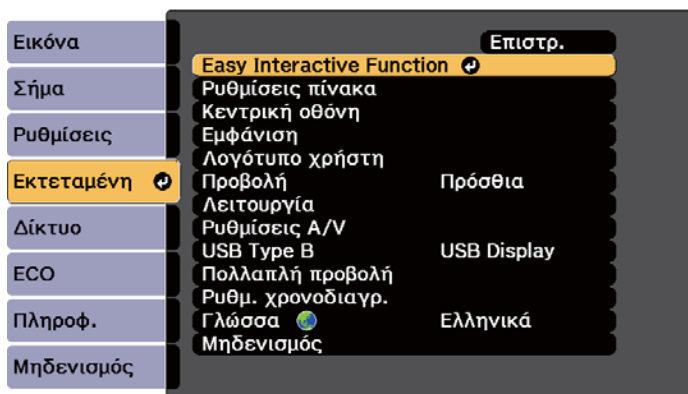 Εικόνα
Σήμα
Ρυθμίσεις
Εκτεταμένη
Δίκτυο
ECO
Πληροφ.
Μηδενισμός
Επιστρ.
Easy Interactive Function
Ρυθμίσεις πίνακα
Κεντρική οθόνη
Εμφάνιση
Λογότυπο χρήστη
Προβολή Πρόσθια
Λειτουργία
Ρυθμίσεις A/V
USB Type B USB Display
Πολλαπλή προβολή
Ρυθμ. χρονοδιαγρ.
Γλώσσα Ελληνικά
Μηδενισμός